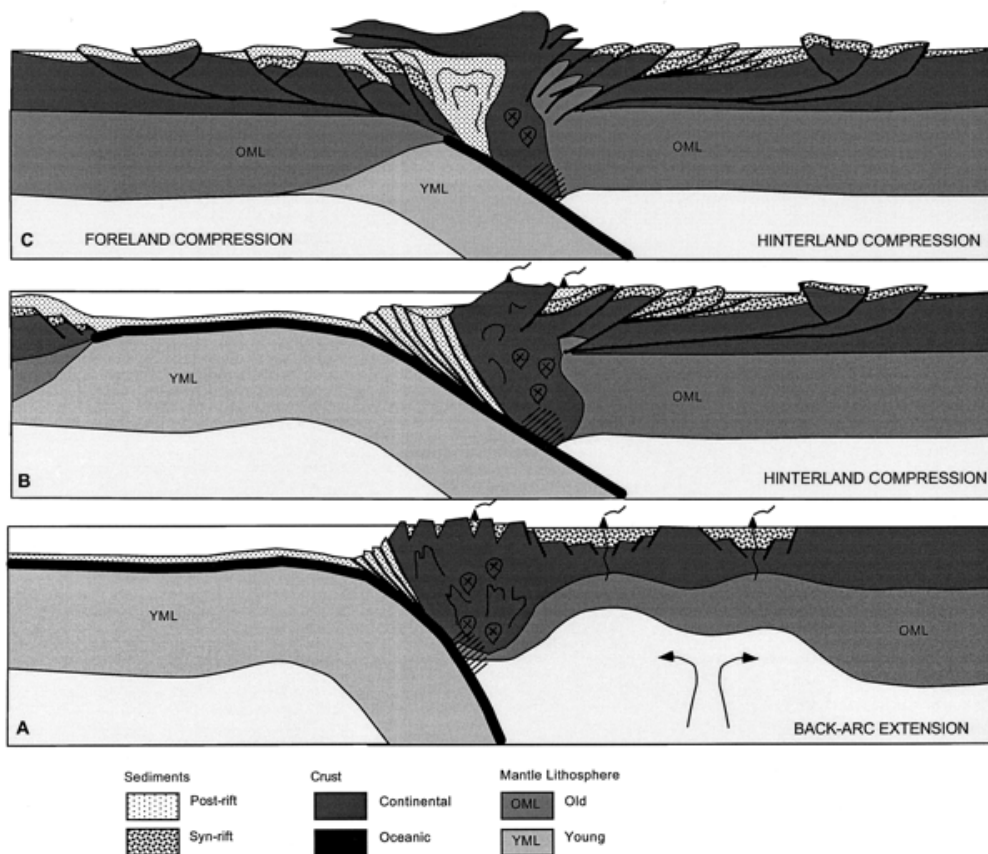 OML
OML
YML
C
FORELAND COMPRESSION
HINTERLAND COMPRESSION
YML
OML
B
HINTERLAND COMPRESSION
YML
OML
A
BACK-ARC EXTENSION
Sediments
Crust
Mantle Lithosphere
Post-rift
Continental
OML
Old
Syn-rift
Oceanic
YML
Young